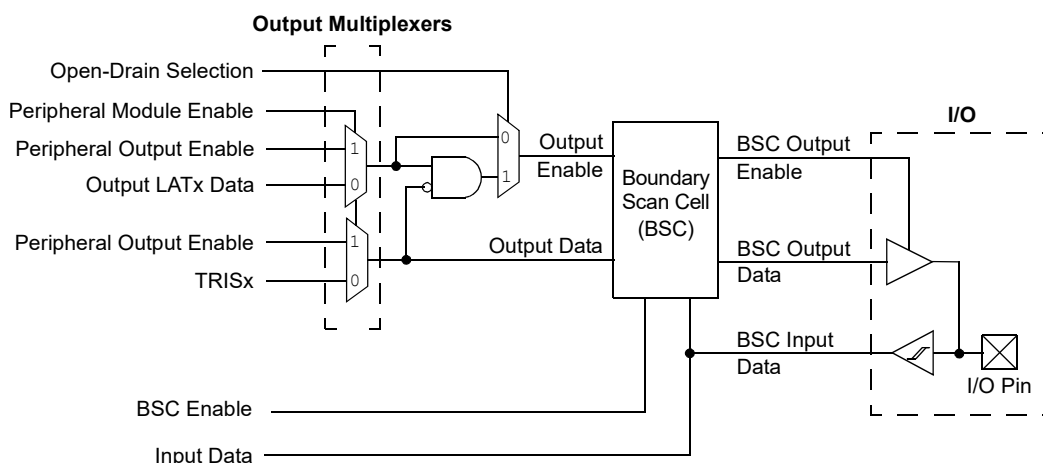 Output Multiplexers
Open-Drain Selection
Peripheral Module Enable
Peripheral Output Enable
Output LATx Data
Peripheral Output Enable
TRISx
1
0
1
0
0
1
Output
Enable
Output Data
Boundary
Scan Cell
(BSC)
I/O
BSC Output
Enable
BSC Output
Data
BSC Input
Data
I/O Pin
BSC Enable
Input Data